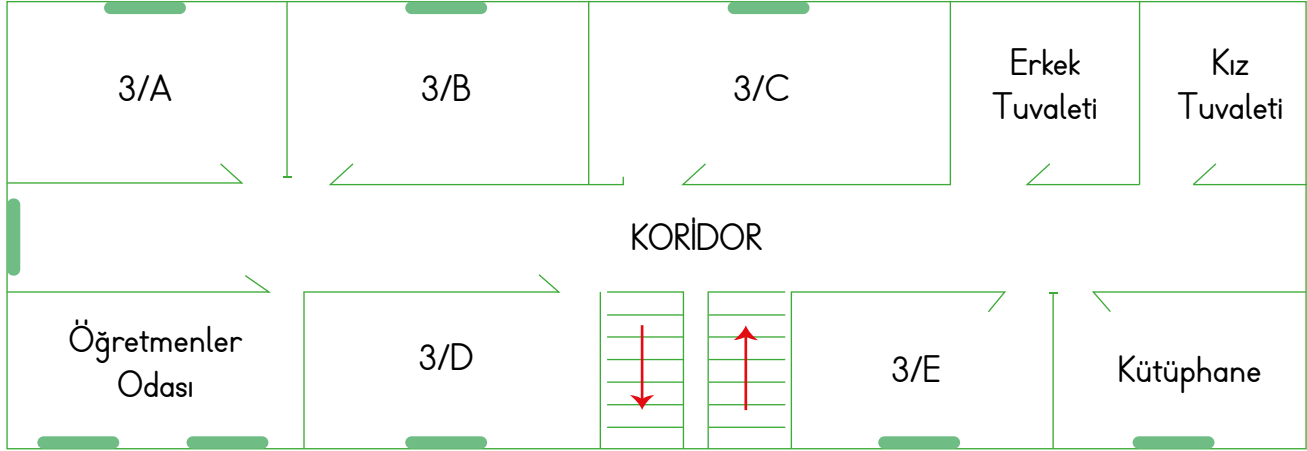 3/A
3/B
3/C
Erkek
Tuvaleti
Kız
Tuvaleti
KORİDOR
Öğretmenler
Odası
3/D
3/E
Kütüphane